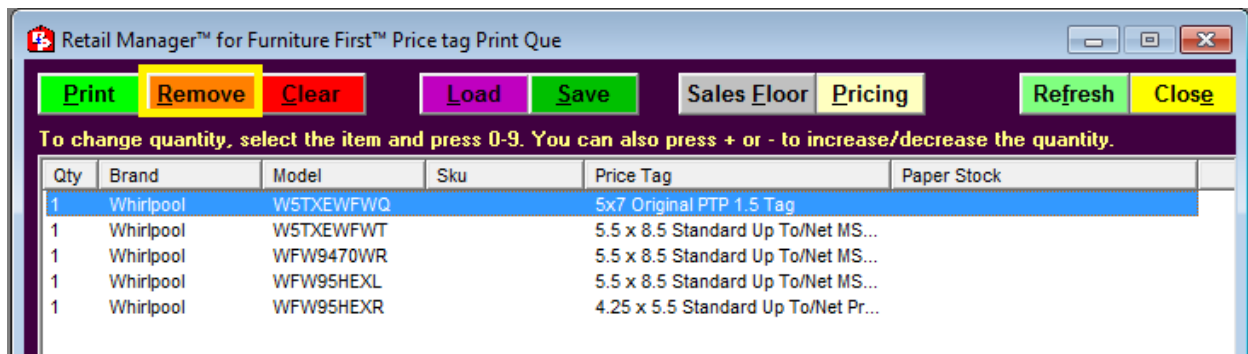 Retail Manager™ for Furniture First™ Price tag Print Que
Print Remove Clear Load Save Sales Floor Pricing Refresh Close
To change quantity, select the item and press 0-9. You can also press + or - to increase/decrease the quantity.
Qty Brand Model Sku Price Tag Paper Stock
1 Whirlpool W5TXEWFWQ 5x7 Original PTP 1.5 Tag
1 Whirlpool W5TXEWFWT 5.5 x 8.5 Standard Up To/Net MS...
1 Whirlpool WFW9470WR 5.5 x 8.5 Standard Up To/Net MS...
1 Whirlpool WFW95HEXL 5.5 x 8.5 Standard Up To/Net MS...
1 Whirlpool WFW95HEXR 4.25 x 5.5 Standard Up To/Net Pr...